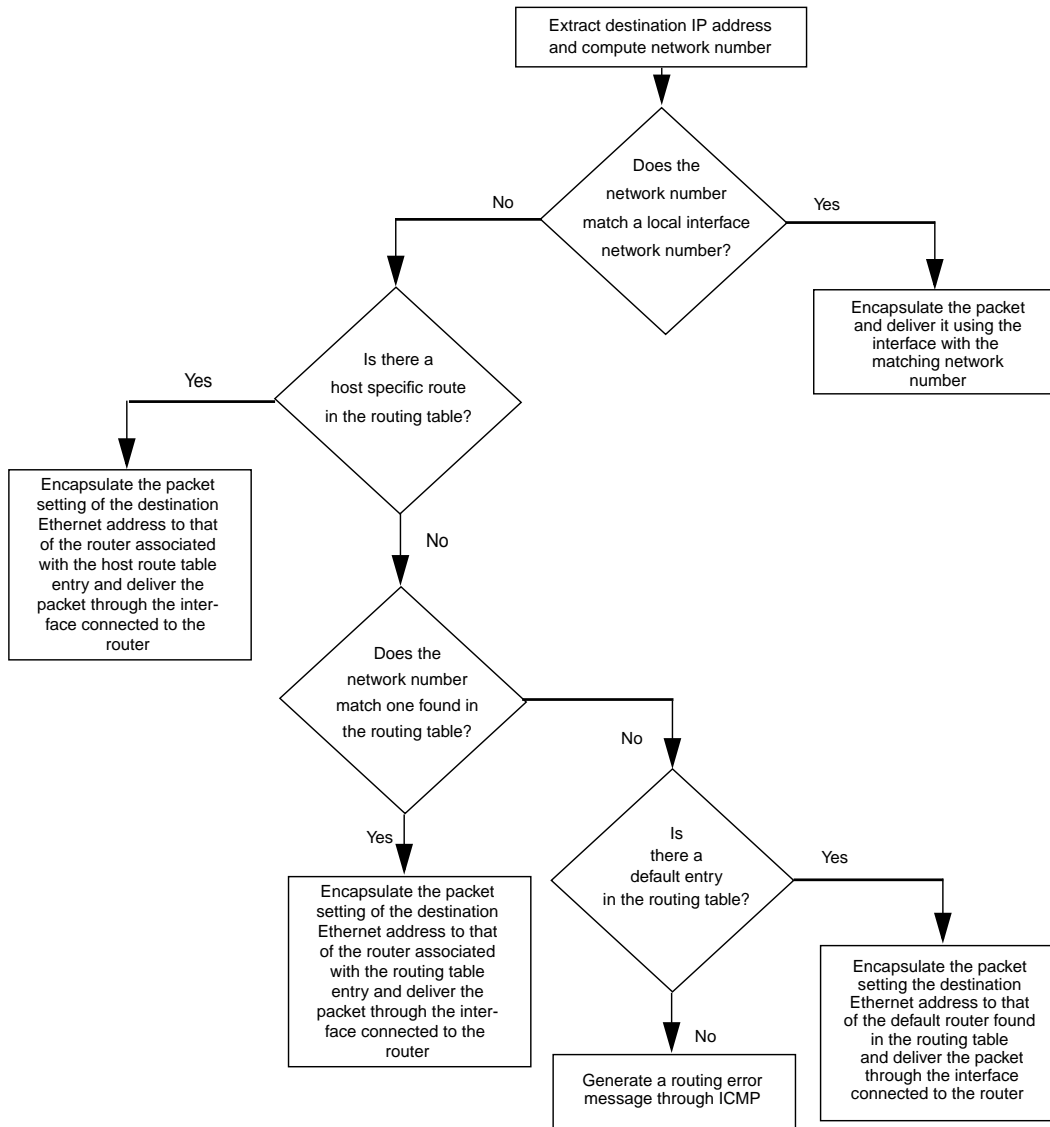 Extract destination IP address
and compute network number
Does the
network number
match a local interface
network number?
No
Yes
Encapsulate the packet
and deliver it using the
interface with the
matching network
number
Is there a
host specific route
in the routing table?
Yes
Encapsulate the packet
setting of the destination
Ethernet address to that
of the router associated
with the host route table
entry and deliver the
packet through the inter-
face connected to the
router
No
Does the
network number
match one found in
the routing table?
No
Yes
Encapsulate the packet
setting of the destination
Ethernet address to that
of the router associated
with the routing table
entry and deliver the
packet through the inter-
face connected to the
router
Is
there a
default entry
in the routing table?
Yes
Encapsulate the packet
setting the destination
Ethernet address to that
of the default router found
in the routing table
and deliver the packet
through the interface
connected to the router
No
Generate a routing error
message through ICMP